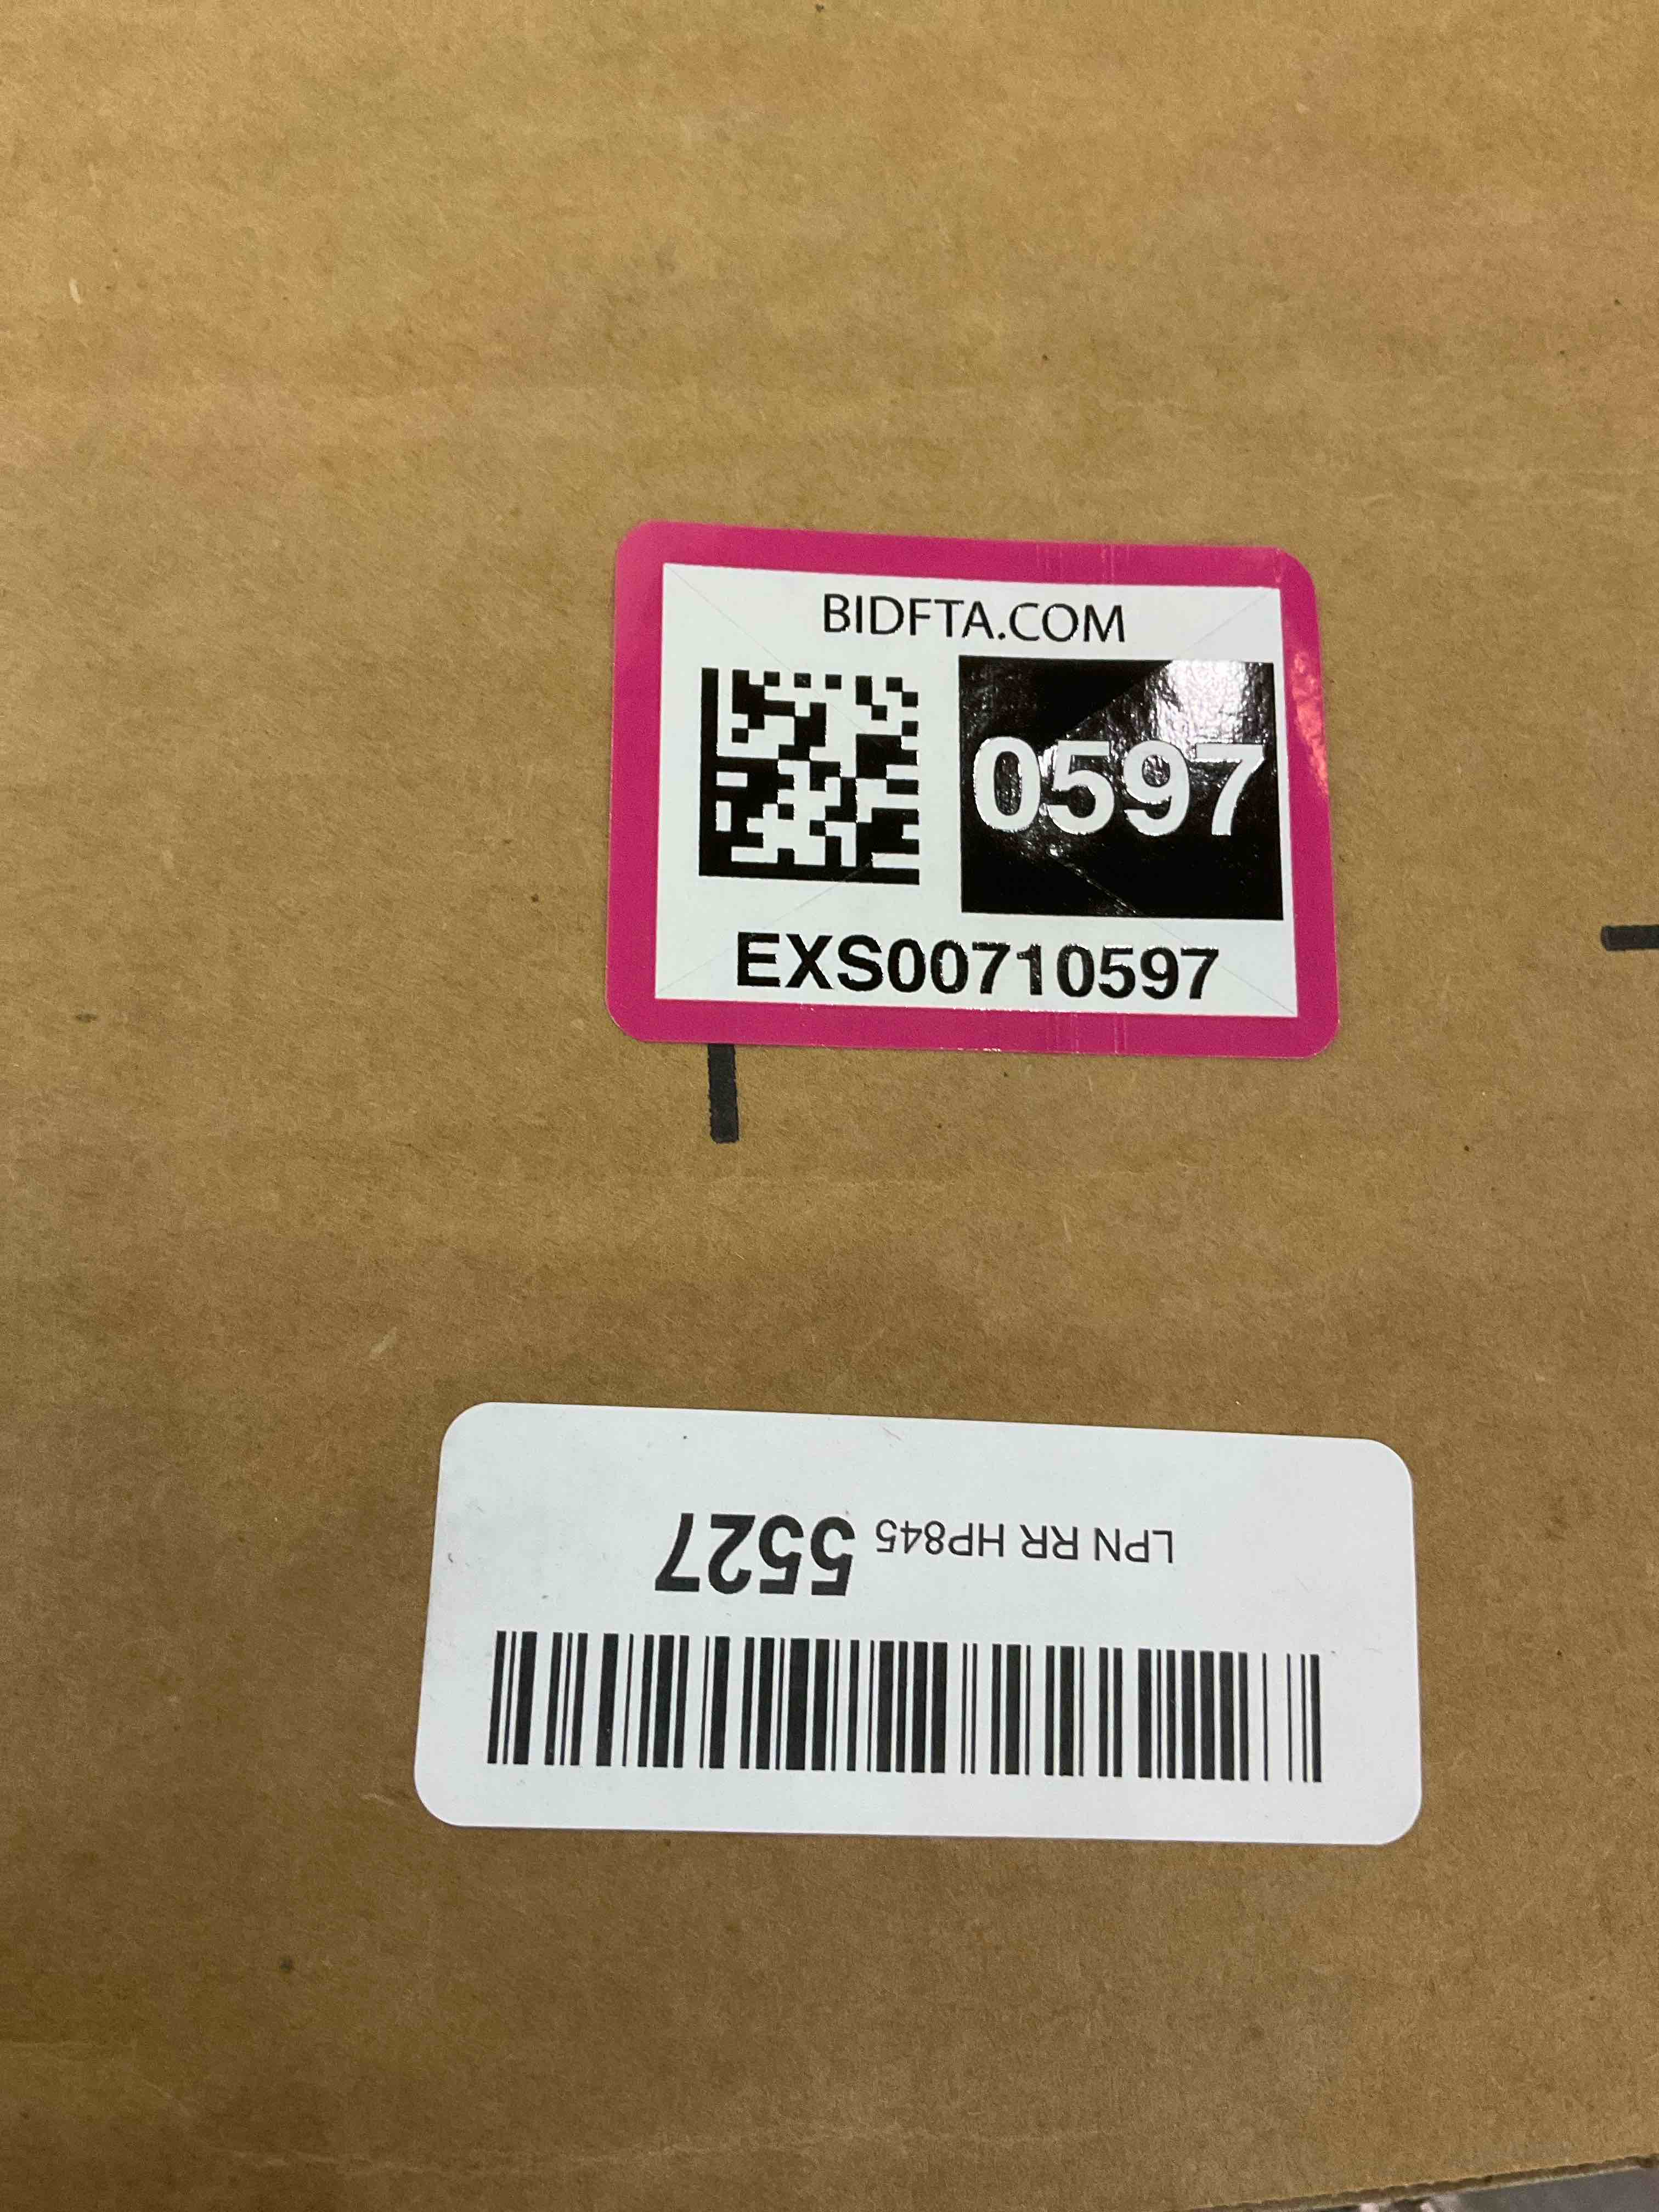 BIDFTA.COM
0597
EXS00710597
LPN RR HP845 5527